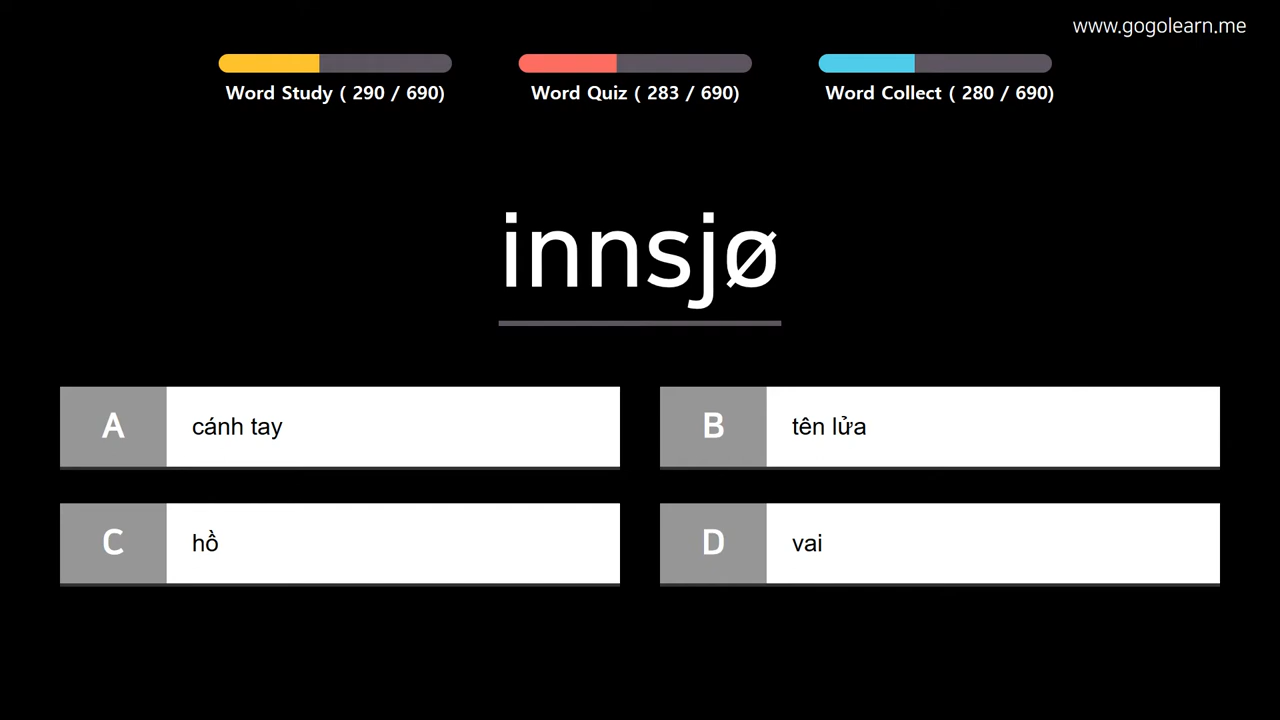 www.gogolearn.me
Word Study ( 290 / 690)
Word Quiz ( 283 / 690)
Word Collect ( 280 / 690)
innsjø
A cánh tay
B tên lửa
C hồ
D vai